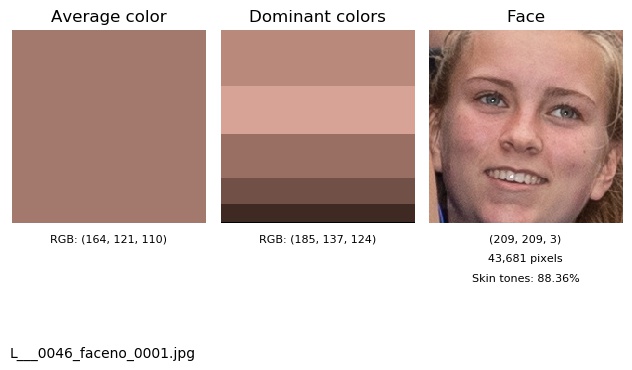 Average color
Dominant colors
Face
RGB: (164, 121, 110)
RGB: (185, 137, 124)
(209, 209, 3)
43,681 pixels
Skin tones: 88.36%
L___0046_faceno_0001.jpg